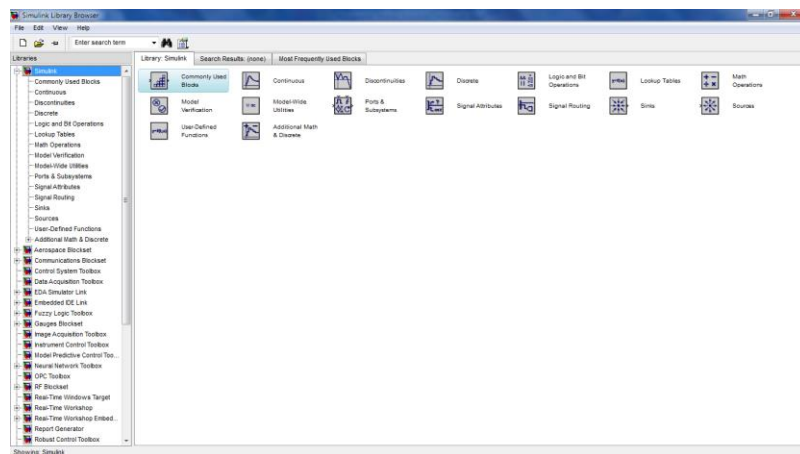 Simulink Library Browser
File Edit View Help
Enter search term
Libraries
Library: Simulink
Search Results: (none)
Most Frequently Used Blocks
Simulink
Commonly Used Blocks
Continuous
Discontinuities
Discrete
Logic and Bit Operations
Lookup Tables
Math Operations
Model Verification
Model-Wide Utilities
Ports & Subsystems
Signal Attributes
Signal Routing
Sinks
Sources
User-Defined Functions
Additional Math & Discrete
Aerospace Blockset
Communications Blockset
Control System Toolbox
Data Acquisition Toolbox
EDA Simulator Link
Embedded IDE Link
Fuzzy Logic Toolbox
Gauges Blockset
Image Acquisition Toolbox
Instrument Control Toolbox
Model Predictive Control Too...
Neural Network Toolbox
OPC Toolbox
RF Blockset
Real-Time Windows Target
Real-Time Workshop
Real-Time Workshop Embed...
Report Generator
Robust Control Toolbox
Commonly Used
Blocks
Continuous
Discontinuities
Discrete
Logic and Bit
Operations
Lookup Tables
Math
Operations
Model
Verification
Model-Wide
Utilities
Ports &
Subsystems
Signal Attributes
Signal Routing
Sinks
Sources
User-Defined
Functions
Additional Math
& Discrete
Showing: Simulink